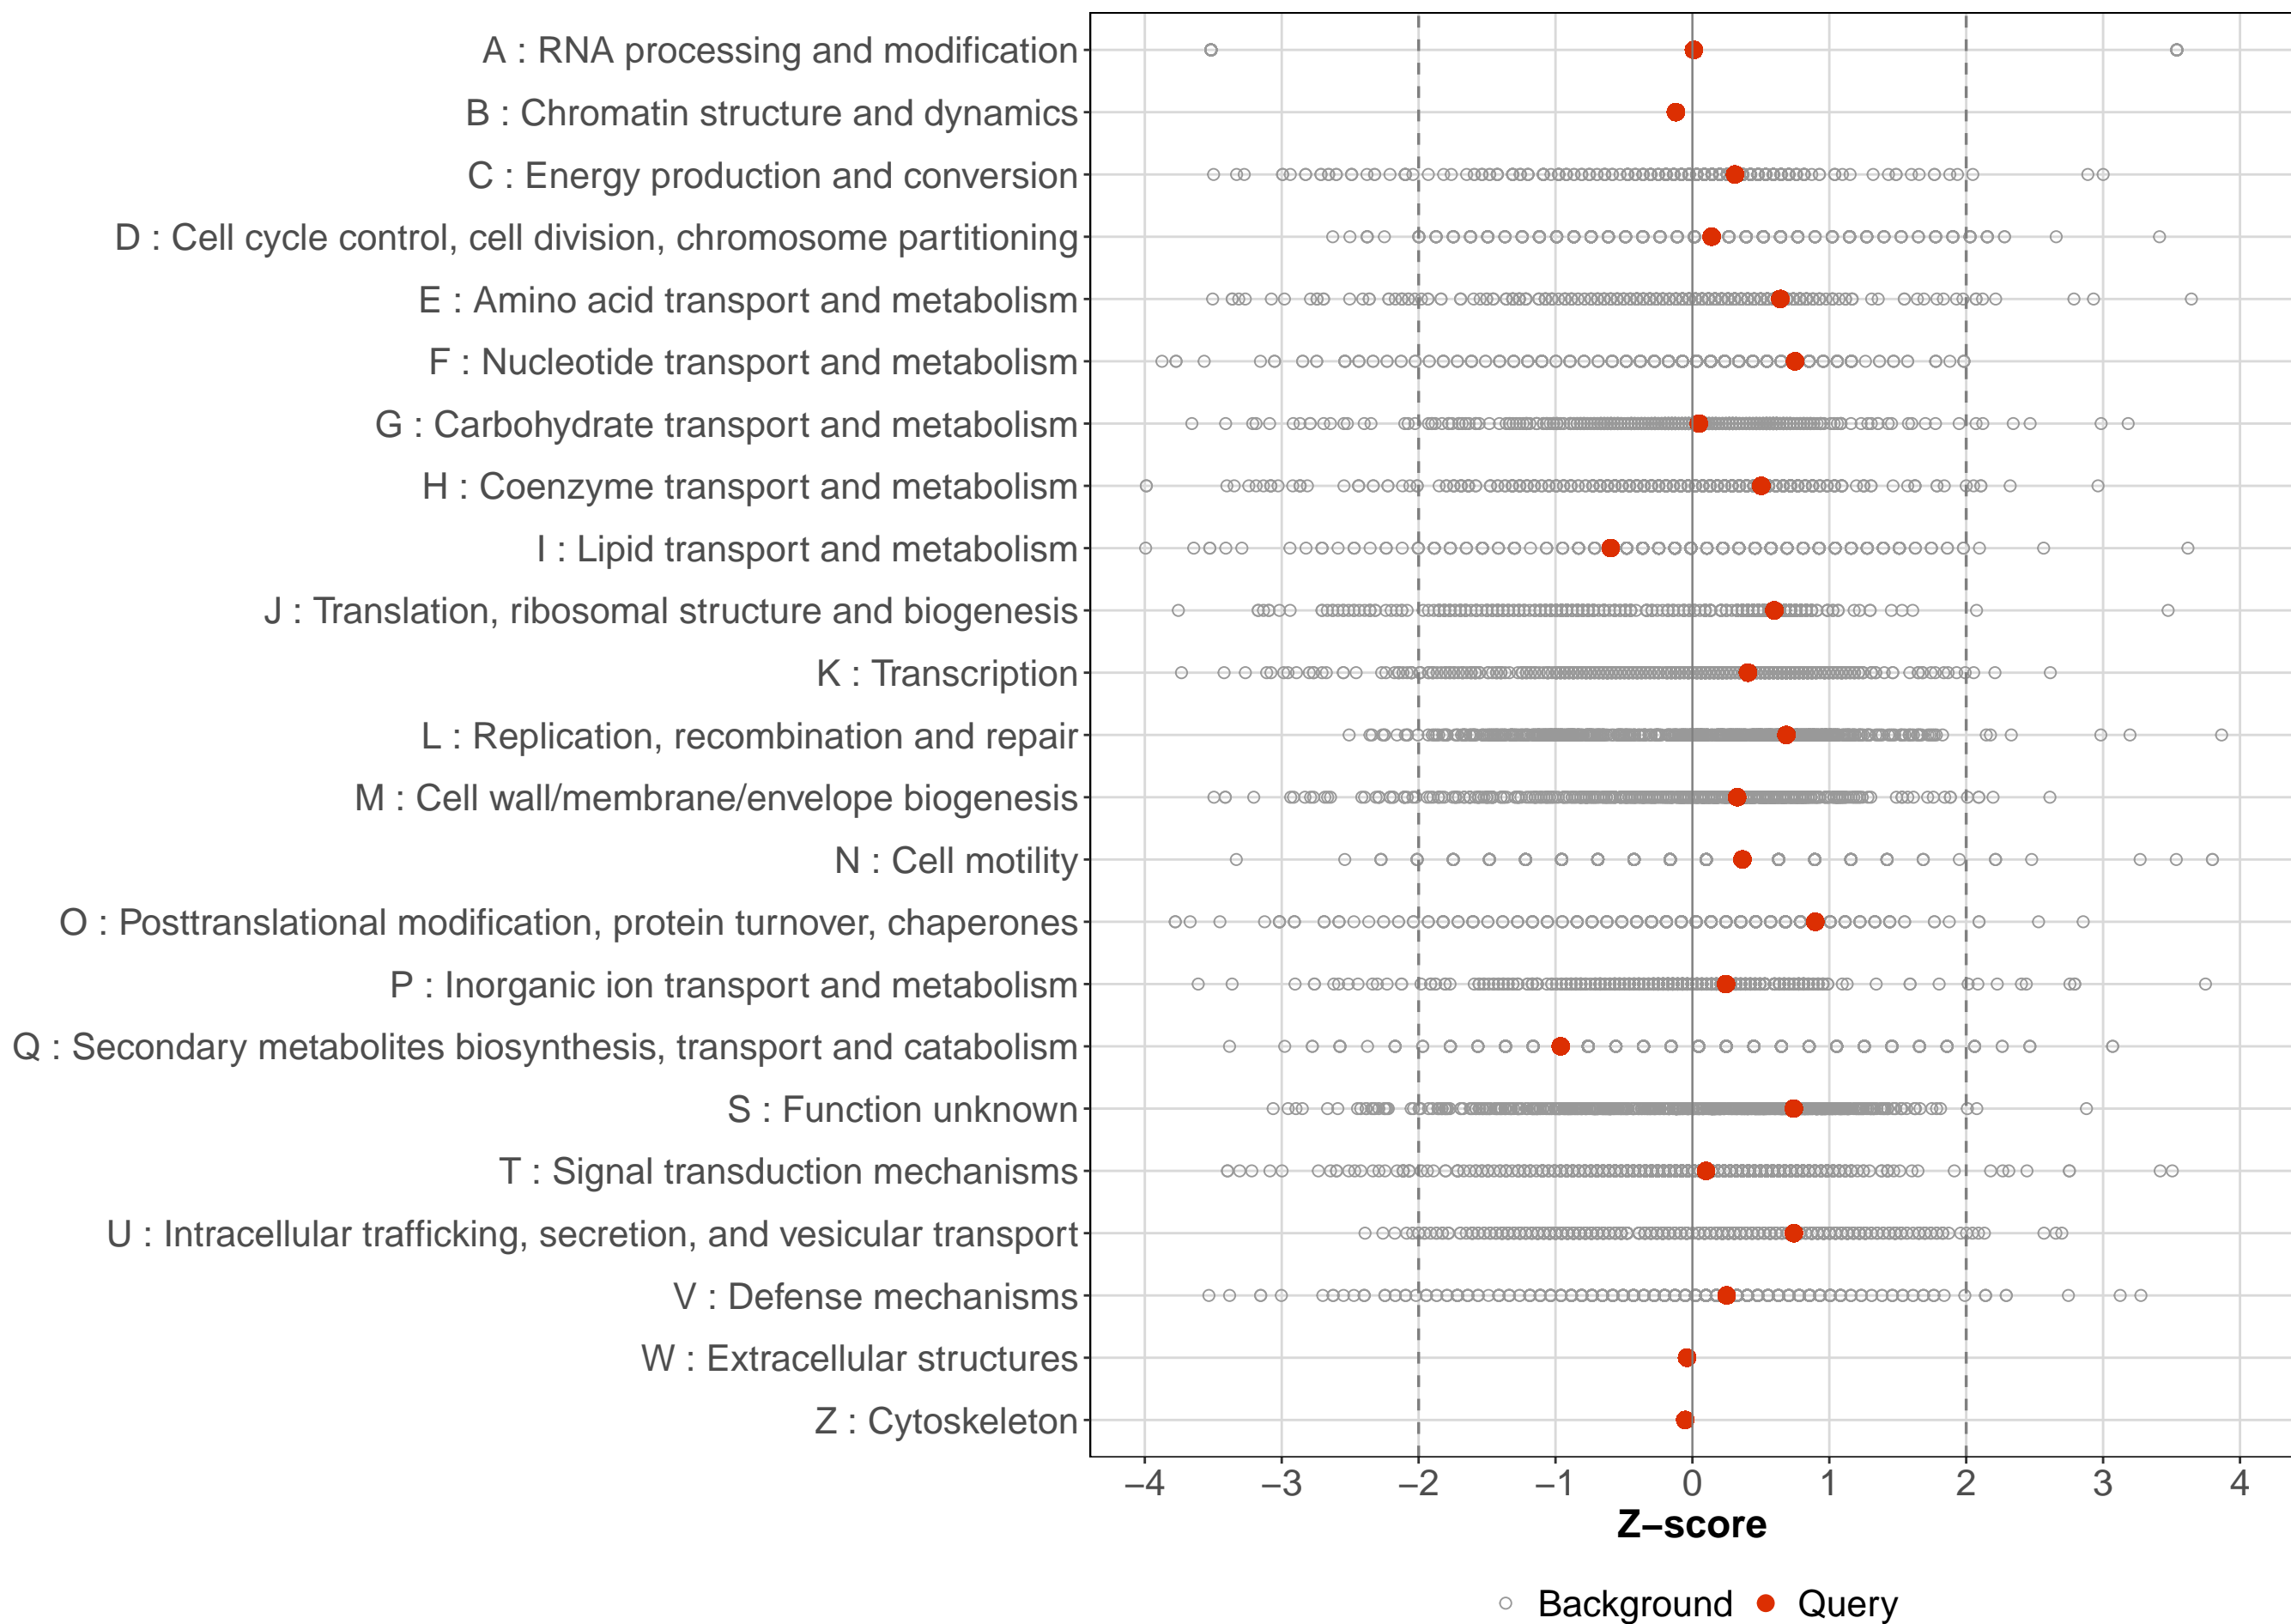 A : RNA processing and modification
B : Chromatin structure and dynamics
C : Energy production and conversion
D : Cell cycle control, cell division, chromosome partitioning
E : Amino acid transport and metabolism
F : Nucleotide transport and metabolism
G : Carbohydrate transport and metabolism
H : Coenzyme transport and metabolism
I : Lipid transport and metabolism
J : Translation, ribosomal structure and biogenesis
K : Transcription
L : Replication, recombination and repair
M : Cell wall/membrane/envelope biogenesis
N : Cell motility
O : Posttranslational modification, protein turnover, chaperones
P : Inorganic ion transport and metabolism
Q : Secondary metabolites biosynthesis, transport and catabolism
S : Function unknown
T : Signal transduction mechanisms
U : Intracellular trafficking, secretion, and vesicular transport
V : Defense mechanisms
W : Extracellular structures
Z : Cytoskeleton
−4 −3 −2 −1 0 1 2 3 4
Z−score
Background Query